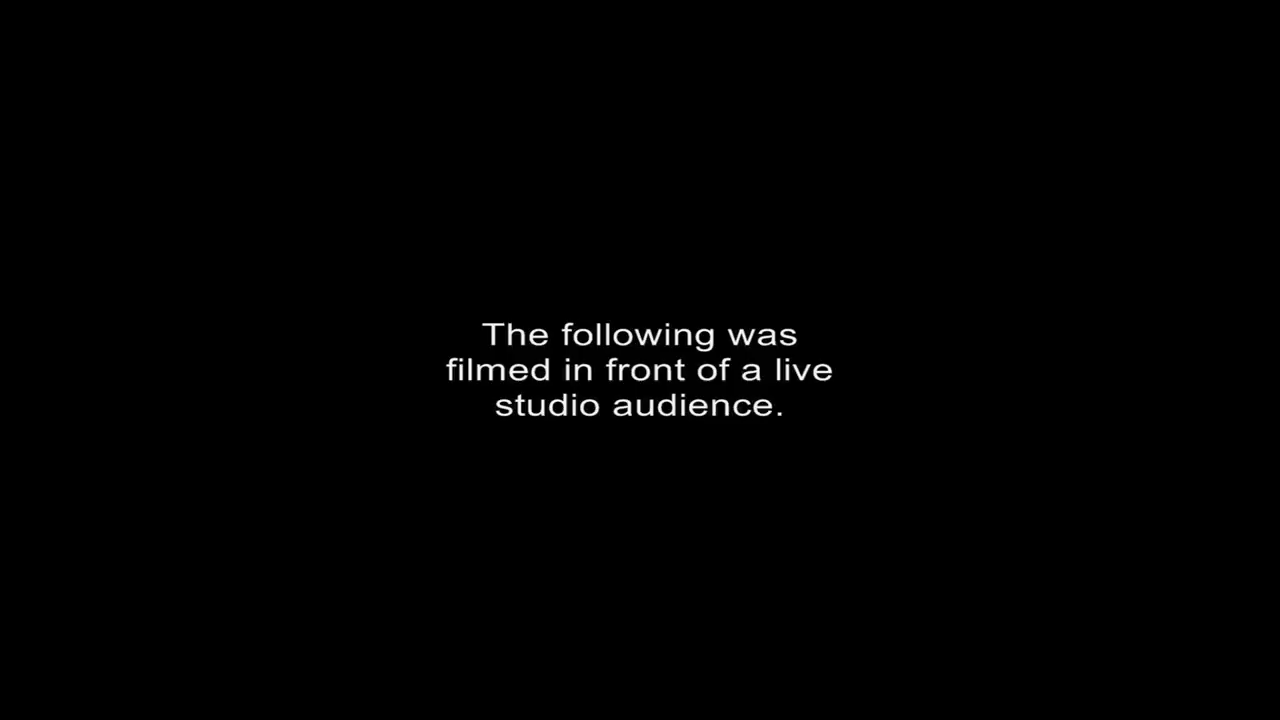 The following was
filmed in front of a live
studio audience.